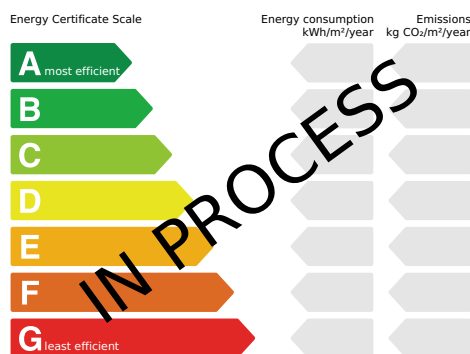 Energy Certificate Scale
Energy consumption
kWh/m²/year
Emissions
kg CO₂/m²/year
A most efficient
B
C
D
E
F
G least efficient
IN PROCESS